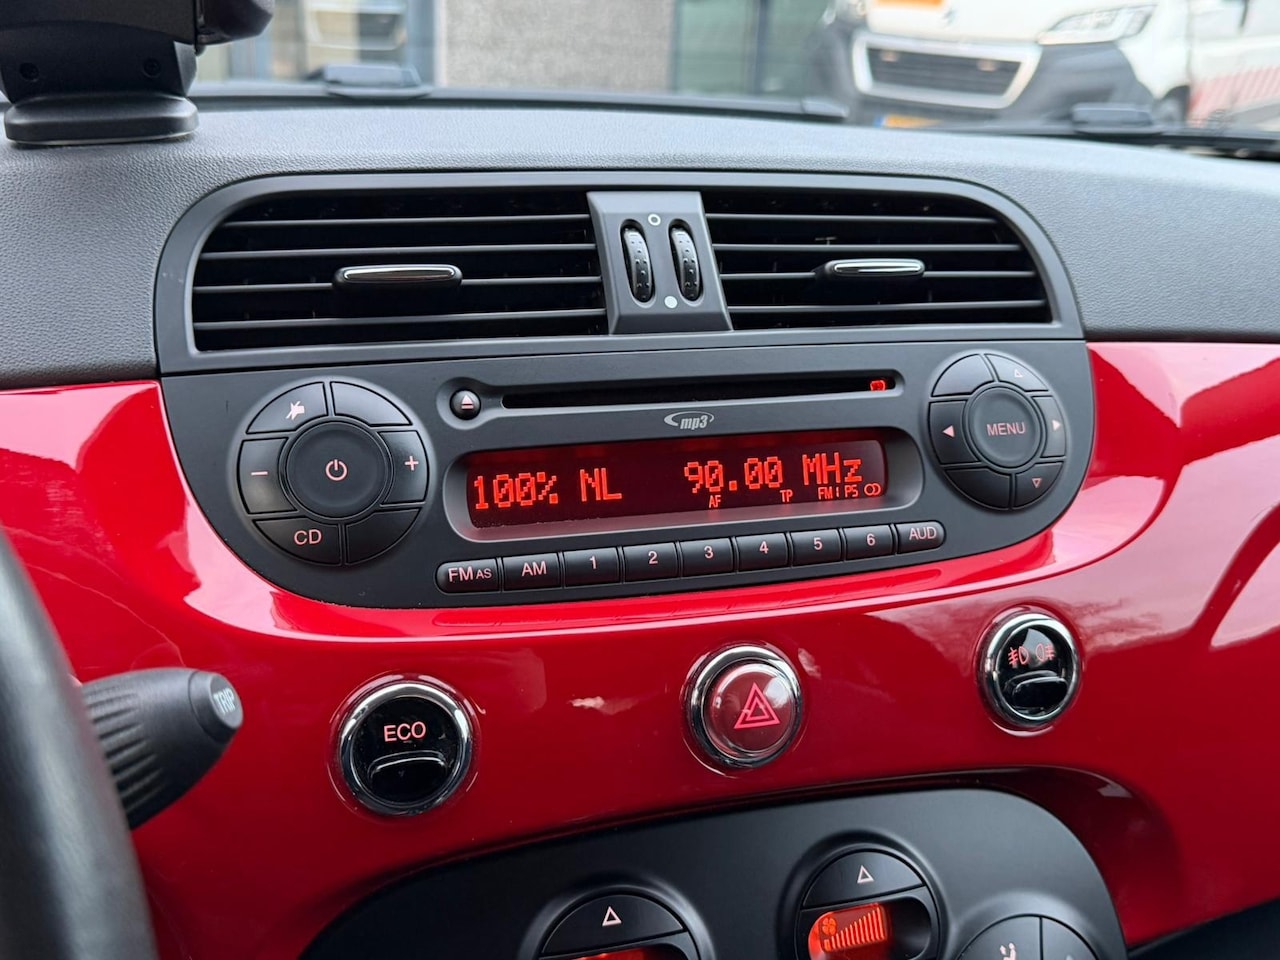 mp3
100% NL 90.00 MHz
AF TP FM1 PS
MENU
CD
FM AS AM 1 2 3 4 5 6 AUD
TRIP
ECO